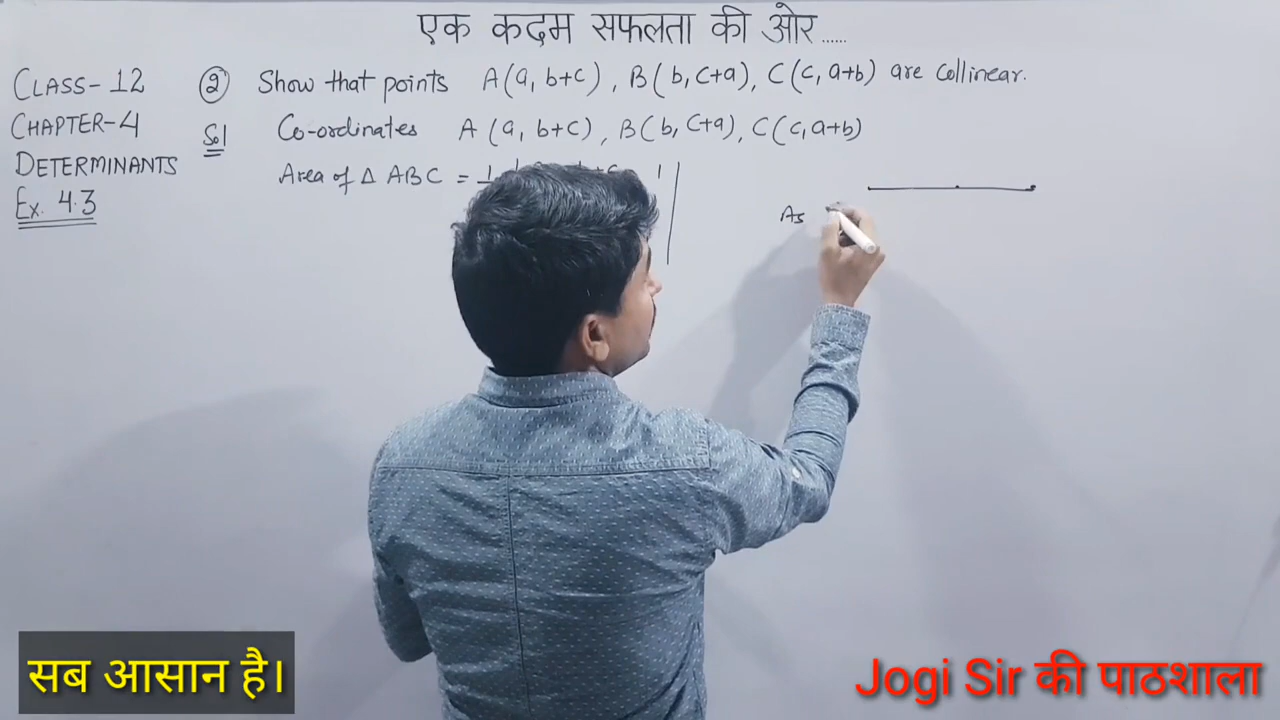 एक कदम सफलता की ओर......
CLASS-12
CHAPTER-4
DETERMINANTS
Ex. 4.3
② Show that points A(a, b+c), B(b, c+a), C(c, a+b) are collinear.
Sol Co-ordinates A(a, b+c), B(b, c+a), C(c, a+b)
Area of Δ ABC = 1
As
सब आसान है।
Jogi Sir की पाठशाला